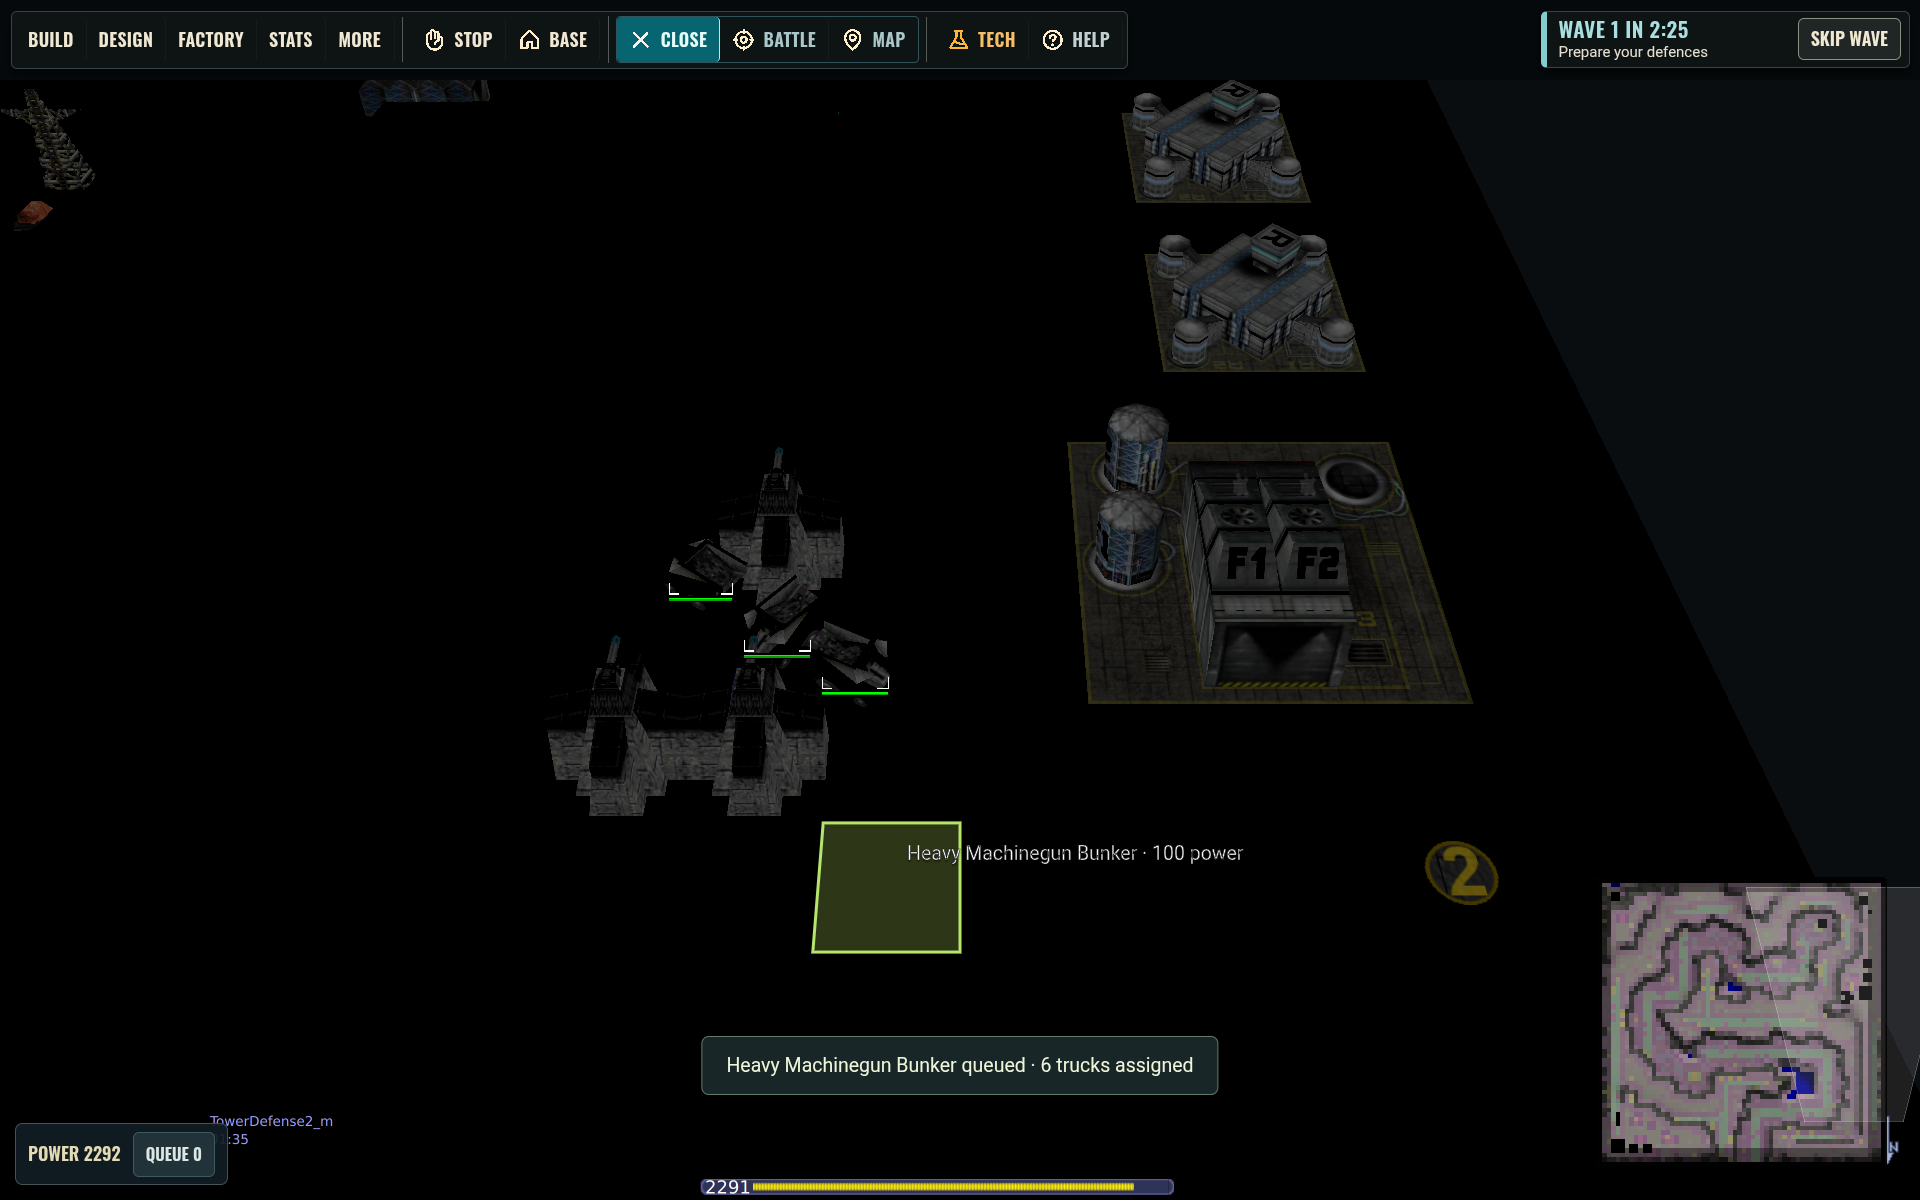 BUILD DESIGN FACTORY STATS MORE STOP BASE CLOSE BATTLE MAP TECH HELP
WAVE 1 IN 2:25
Prepare your defences
SKIP WAVE
R
R
F1 F2
3
Heavy Machinegun Bunker · 100 power
2
Heavy Machinegun Bunker queued · 6 trucks assigned
TowerDefense2_m
:35
POWER 2292 QUEUE 0
N
2291